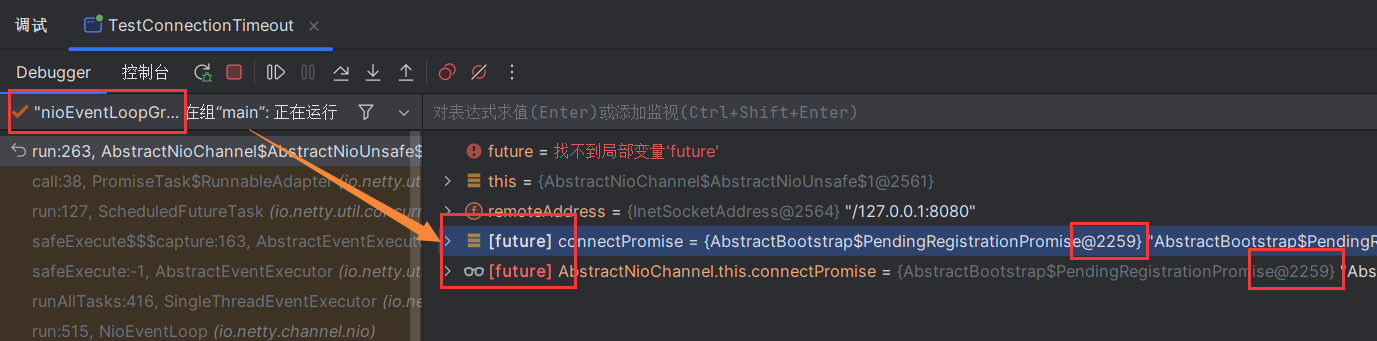 调试 TestConnectionTimeout
Debugger 控制台
"nioEventLoopGr... 在组“main”: 正在运行
对表达式求值(Enter)或添加监视(Ctrl+Shift+Enter)
run:263, AbstractNioChannel$AbstractNioUnsafe$
call:38, PromiseTask$RunnableAdapter (io.netty.ut
run:127, ScheduledFutureTask (io.netty.util.concur
safeExecute$$$capture:163, AbstractEventExecut
safeExecute:-1, AbstractEventExecutor (io.netty.ut
runAllTasks:416, SingleThreadEventExecutor (io.ne
run:515, NioEventLoop (io.netty.channel.nio)
future = 找不到局部变量'future'
this = {AbstractNioChannel$AbstractNioUnsafe$1@2561}
remoteAddress = {InetSocketAddress@2564} "/127.0.0.1:8080"
[future] connectPromise = {AbstractBootstrap$PendingRegistrationPromise@2259} "AbstractBootstrap$PendingR
[future] AbstractNioChannel.this.connectPromise = {AbstractBootstrap$PendingRegistrationPromise@2259} "Abs